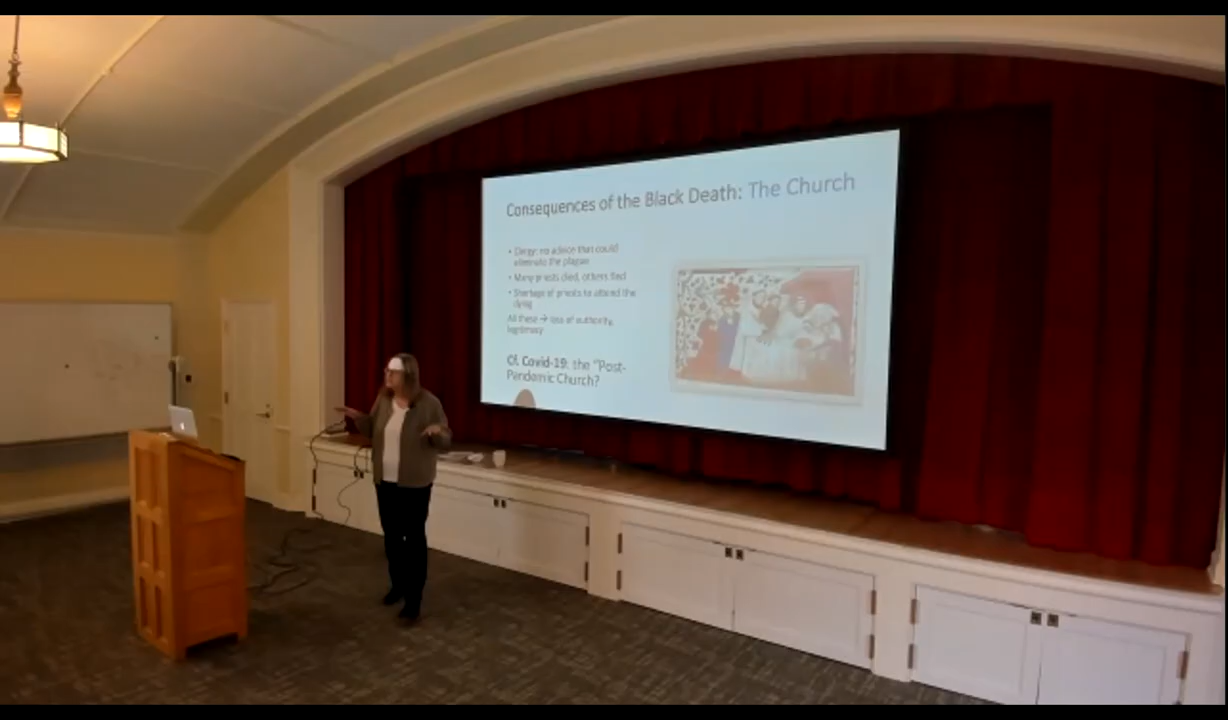 Consequences of the Black Death: The Church
• Clergy: no advice that could
eliminate the plague
• Many priests died, others fled
• Shortage of priests to attend the
dying
All these → loss of authority,
legitimacy
Cf. Covid-19: the "Post-
Pandemic Church?